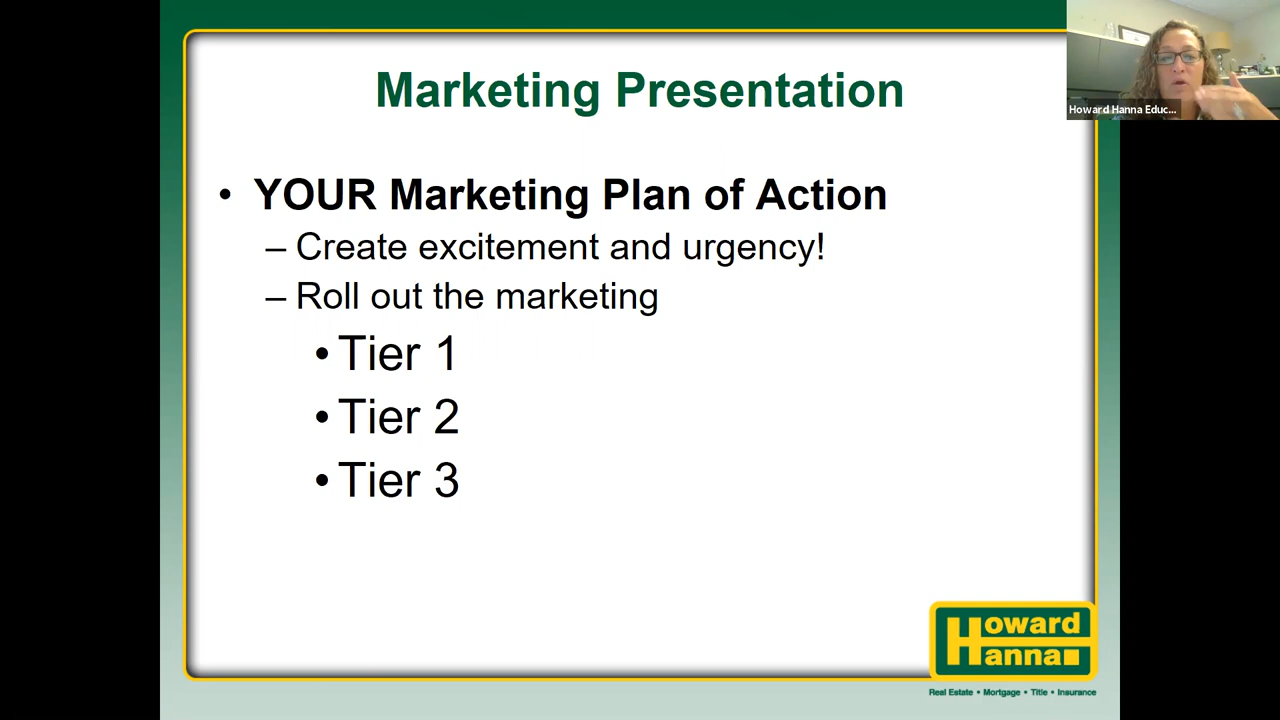 Marketing Presentation
Howard Hanna Educ...
• YOUR Marketing Plan of Action
– Create excitement and urgency!
– Roll out the marketing
• Tier 1
• Tier 2
• Tier 3
Howard
Hanna
Real Estate • Mortgage • Title • Insurance